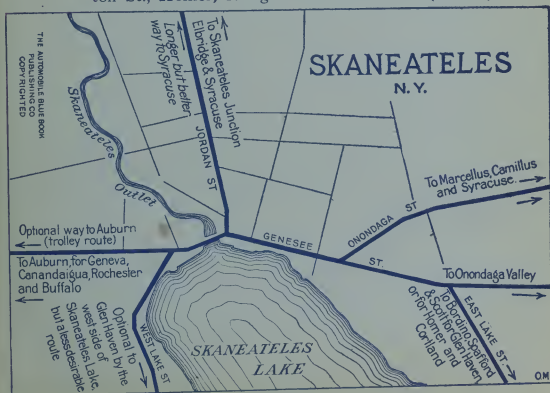 SKANEATELES
N.Y.
THE AUTOMOBILE BLUE BOOK
PUBLISHING CO
COPYRIGHTED
Skaneateles
Outlet
Longer but better
way to Syracuse
To Skaneateles Junction
Elbridge & Syracuse
JORDAN ST
To Marcellus, Camillus
and Syracuse.
ONONDAGA ST
GENESEE ST.
Optional way to Auburn
(trolley route)
To Auburn, for Geneva,
Canandaigua, Rochester
and Buffalo
To Onondaga Valley
EAST LAKE ST
To Bordino, Spafford
& Scott for Glen Haven
or for Homer and
Cortland
WEST LAKE ST
Optional to
Glen Haven by the
west side of
Skaneateles Lake,
but a less desirable
route
SKANEATELES
LAKE
O.M.